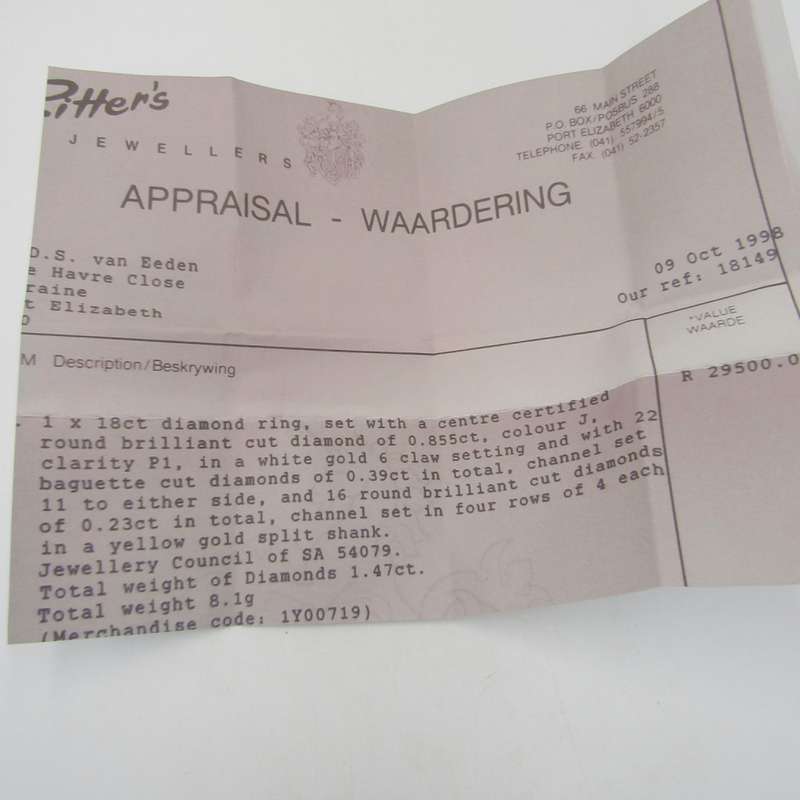 Ritter's
JEWELLERS
66 MAIN STREET
P.O. BOX/POSBUS 288
PORT ELIZABETH 6000
TELEPHONE (041) 557994/5
FAX. (041) 52-2357
APPRAISAL - WAARDERING
D.S. van Eeden
e Havre Close
raine
t Elizabeth
0
09 Oct 1998
Our ref: 18149
M Description/Beskrywing
*VALUE
WAARDE
R 29500.0
. 1 x 18ct diamond ring, set with a centre certified
round brilliant cut diamond of 0.855ct, colour J,
clarity P1, in a white gold 6 claw setting and with 22
baguette cut diamonds of 0.39ct in total, channel set
11 to either side, and 16 round brilliant cut diamonds
of 0.23ct in total, channel set in four rows of 4 each
in a yellow gold split shank.
Jewellery Council of SA 54079.
Total weight of Diamonds 1.47ct.
Total weight 8.1g
(Merchandise code: 1Y00719)